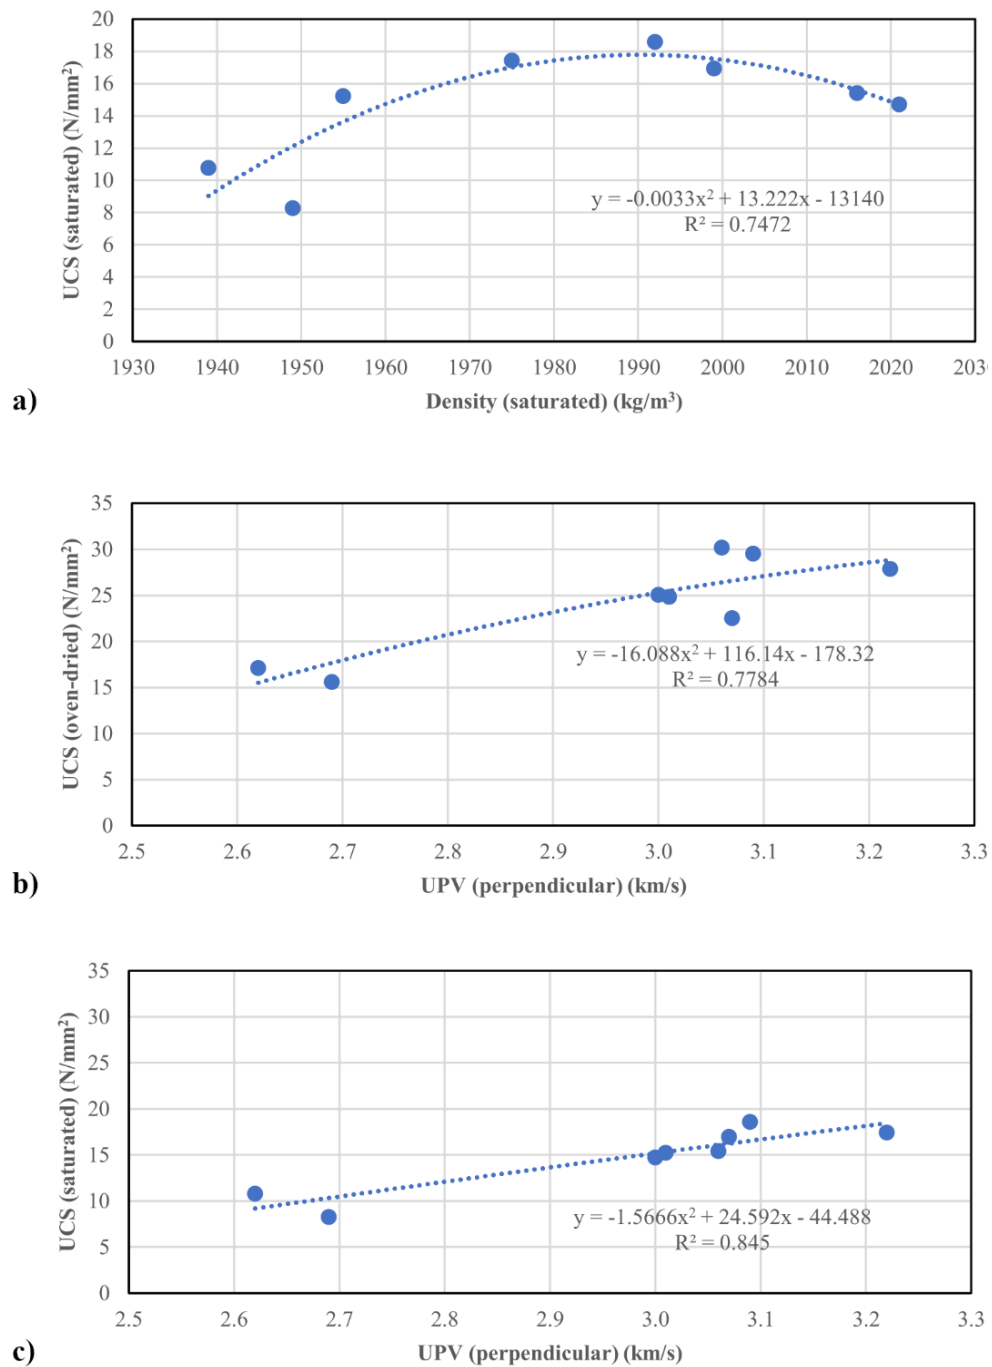 20
18
16
14
12
10
8
6
4
2
0
UCS (saturated) (N/mm²)
y = -0.0033x² + 13.222x - 13140
R² = 0.7472
1930 1940 1950 1960 1970 1980 1990 2000 2010 2020 2030
Density (saturated) (kg/m³)
a)
35
30
25
20
15
10
5
0
UCS (oven-dried) (N/mm²)
y = -16.088x² + 116.14x - 178.32
R² = 0.7784
2.5 2.6 2.7 2.8 2.9 3.0 3.1 3.2 3.3
UPV (perpendicular) (km/s)
b)
35
30
25
20
15
10
5
0
UCS (saturated) (N/mm²)
y = -1.5666x² + 24.592x - 44.488
R² = 0.845
2.5 2.6 2.7 2.8 2.9 3.0 3.1 3.2 3.3
UPV (perpendicular) (km/s)
c)